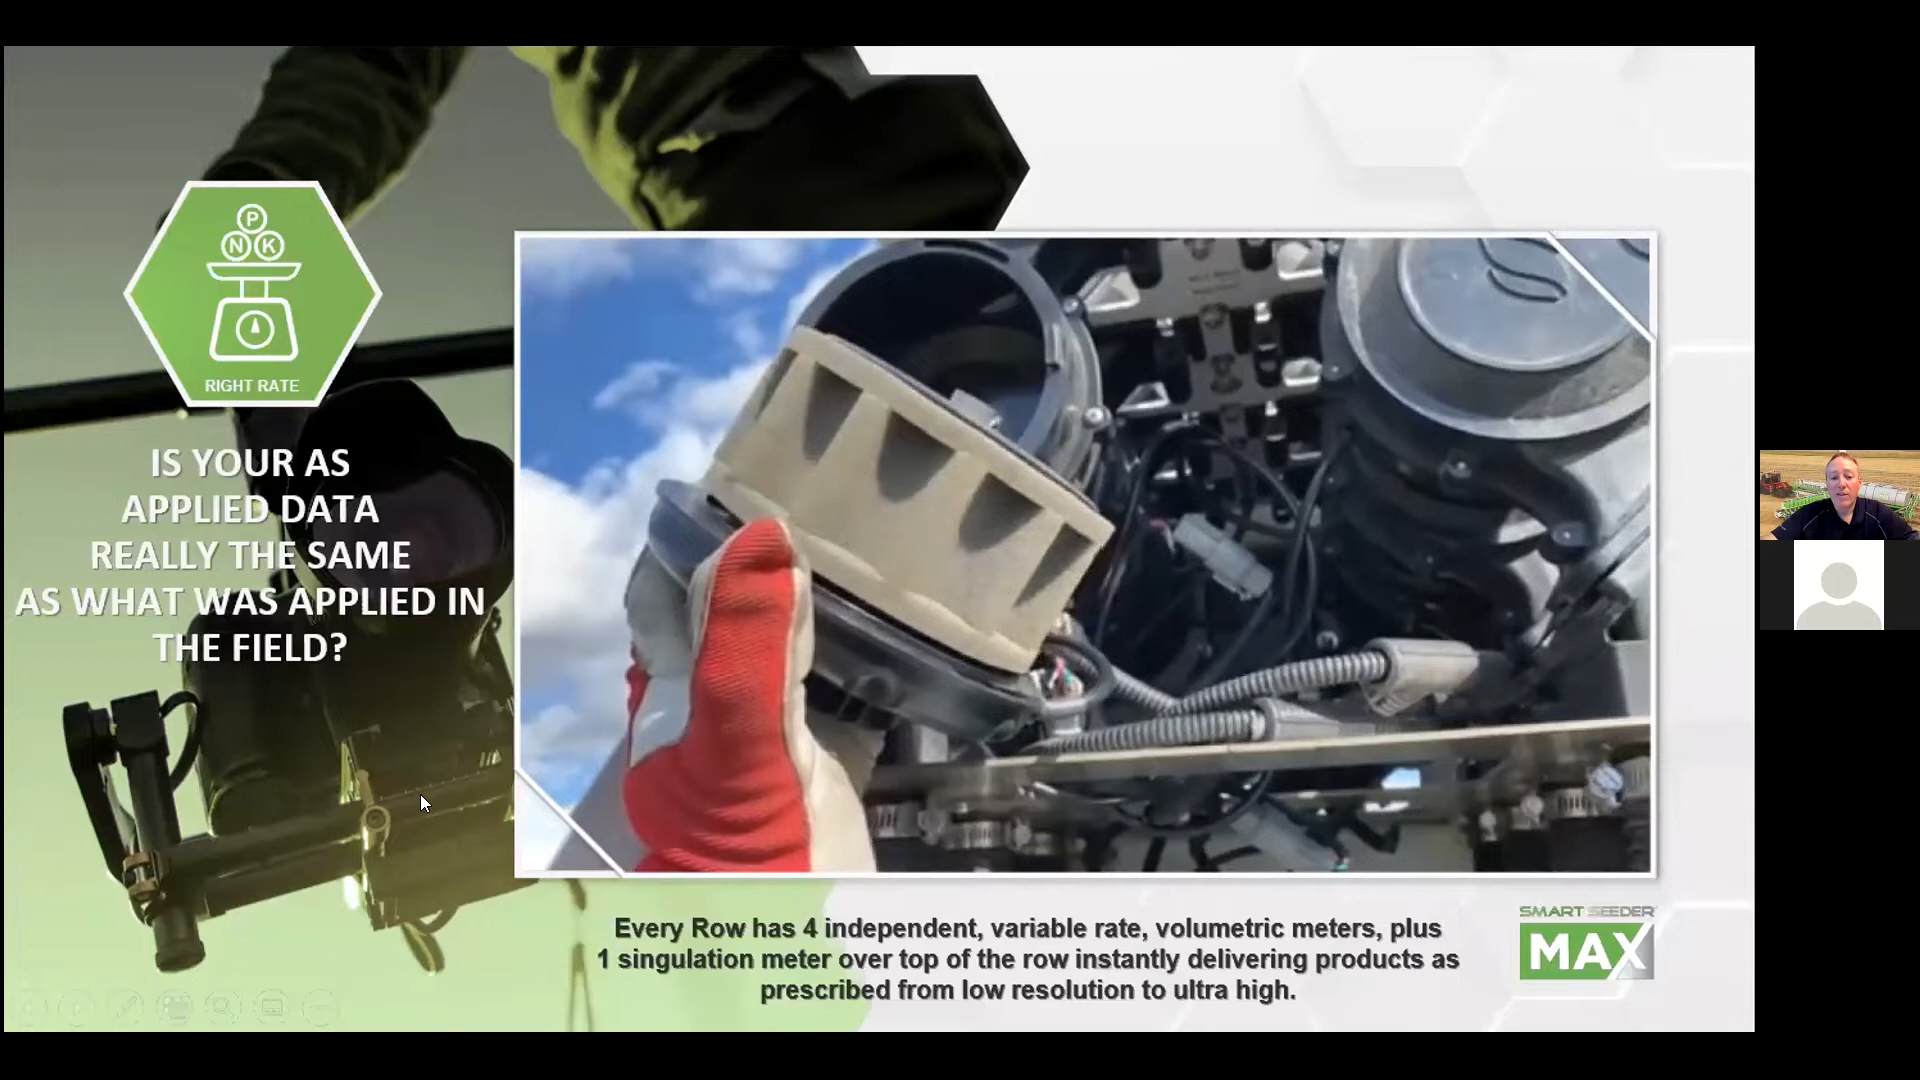 P
N K
RIGHT RATE
IS YOUR AS
APPLIED DATA
REALLY THE SAME
AS WHAT WAS APPLIED IN
THE FIELD?
Every Row has 4 independent, variable rate, volumetric meters, plus
1 singulation meter over top of the row instantly delivering products as
prescribed from low resolution to ultra high.
SMART SEEDER
MAX